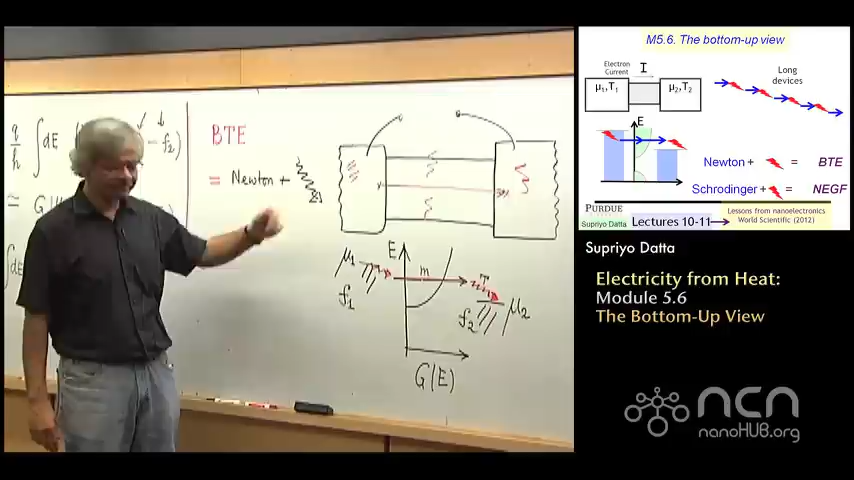 q/h ∫dE
- f2)
≅ G
∫dE
BTE
= Newton +
E
μ1
f1
m
f2
μ2
G(E)
M5.6. The bottom-up view
Electron
Current
I
μ1,T1
μ2,T2
Long
devices
E
Newton + = BTE
Schrodinger + = NEGF
PURDUE
Supriyo Datta
Lectures 10-11
Lessons from nanoelectronics
World Scientific (2012)
Supriyo Datta
Electricity from Heat:
Module 5.6
The Bottom-Up View
ncn
nanoHUB.org